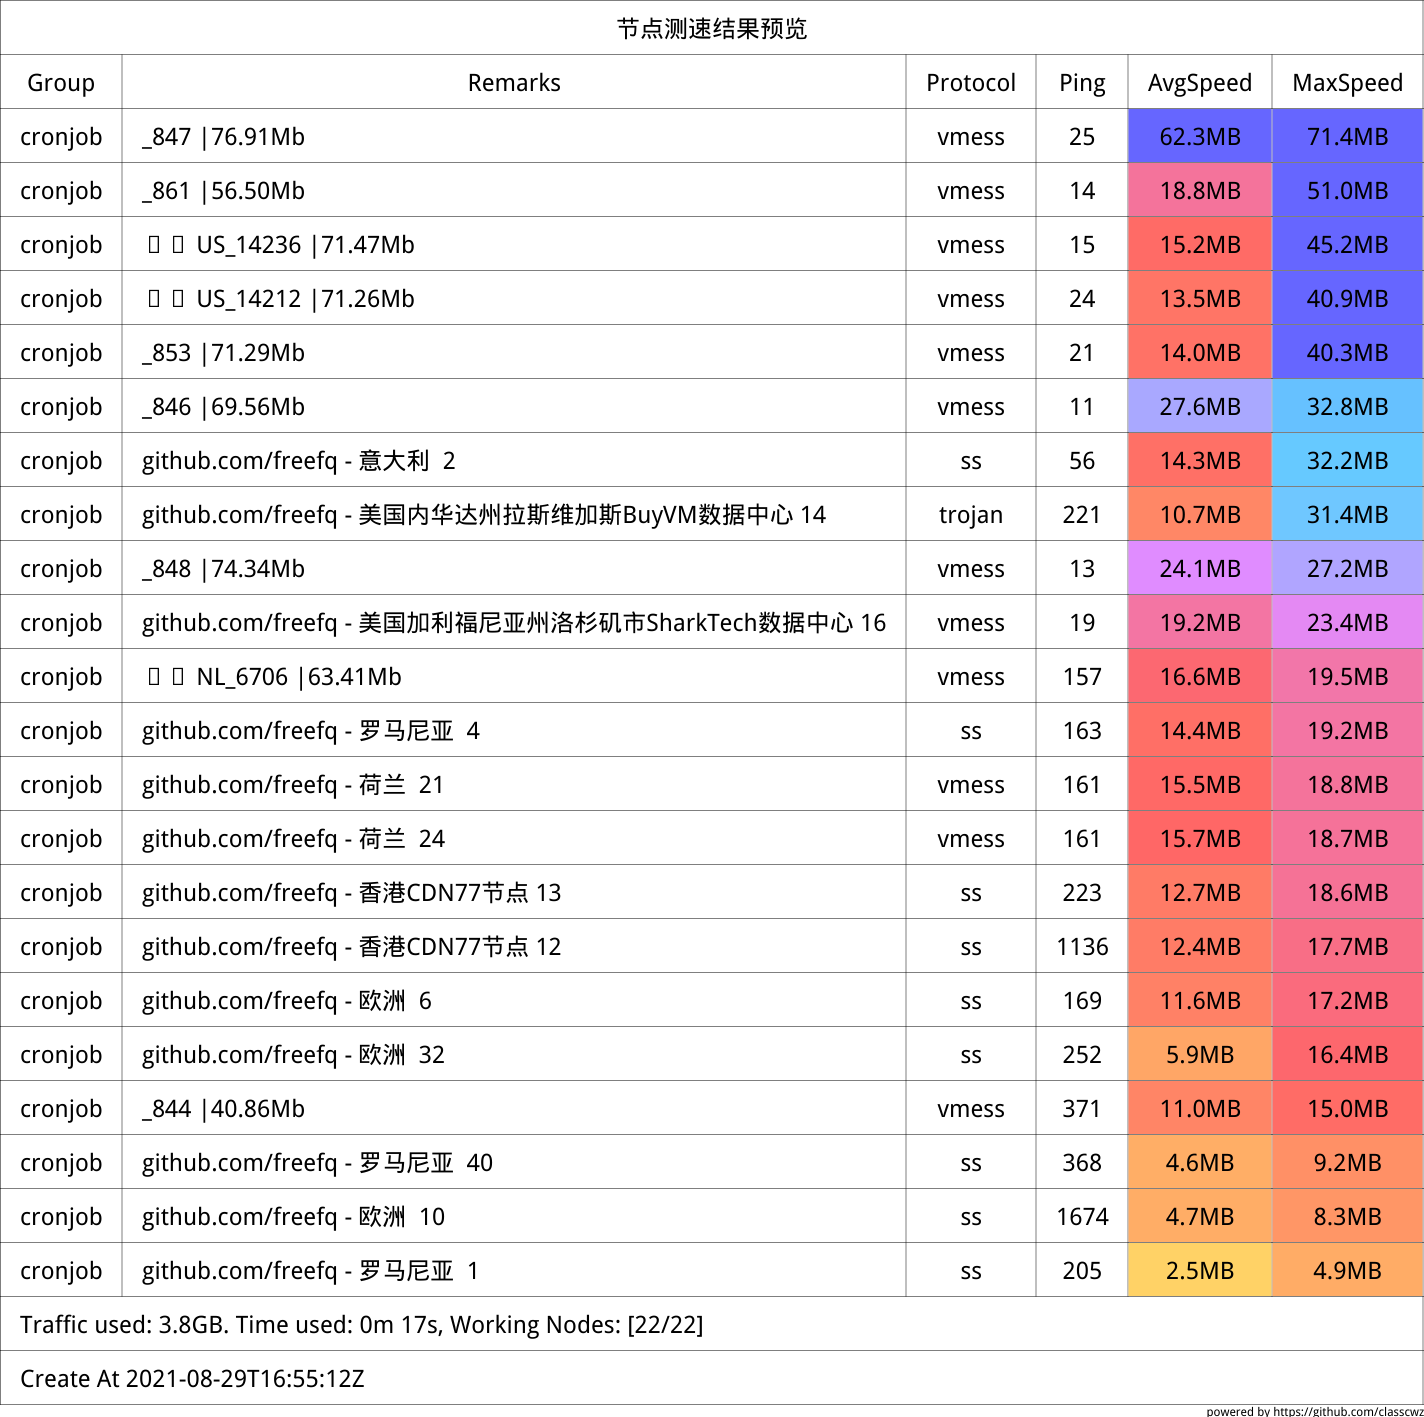 节点测速结果预览
Group Remarks Protocol Ping AvgSpeed MaxSpeed
cronjob _847 |76.91Mb vmess 25 62.3MB 71.4MB
cronjob _861 |56.50Mb vmess 14 18.8MB 51.0MB
cronjob US_14236 |71.47Mb vmess 15 15.2MB 45.2MB
cronjob US_14212 |71.26Mb vmess 24 13.5MB 40.9MB
cronjob _853 |71.29Mb vmess 21 14.0MB 40.3MB
cronjob _846 |69.56Mb vmess 11 27.6MB 32.8MB
cronjob github.com/freefq - 意大利 2 ss 56 14.3MB 32.2MB
cronjob github.com/freefq - 美国内华达州拉斯维加斯BuyVM数据中心 14 trojan 221 10.7MB 31.4MB
cronjob _848 |74.34Mb vmess 13 24.1MB 27.2MB
cronjob github.com/freefq - 美国加利福尼亚州洛杉矶市SharkTech数据中心 16 vmess 19 19.2MB 23.4MB
cronjob NL_6706 |63.41Mb vmess 157 16.6MB 19.5MB
cronjob github.com/freefq - 罗马尼亚 4 ss 163 14.4MB 19.2MB
cronjob github.com/freefq - 荷兰 21 vmess 161 15.5MB 18.8MB
cronjob github.com/freefq - 荷兰 24 vmess 161 15.7MB 18.7MB
cronjob github.com/freefq - 香港CDN77节点 13 ss 223 12.7MB 18.6MB
cronjob github.com/freefq - 香港CDN77节点 12 ss 1136 12.4MB 17.7MB
cronjob github.com/freefq - 欧洲 6 ss 169 11.6MB 17.2MB
cronjob github.com/freefq - 欧洲 32 ss 252 5.9MB 16.4MB
cronjob _844 |40.86Mb vmess 371 11.0MB 15.0MB
cronjob github.com/freefq - 罗马尼亚 40 ss 368 4.6MB 9.2MB
cronjob github.com/freefq - 欧洲 10 ss 1674 4.7MB 8.3MB
cronjob github.com/freefq - 罗马尼亚 1 ss 205 2.5MB 4.9MB
Traffic used: 3.8GB. Time used: 0m 17s, Working Nodes: [22/22]
Create At 2021-08-29T16:55:12Z
powered by https://github.com/classcwz